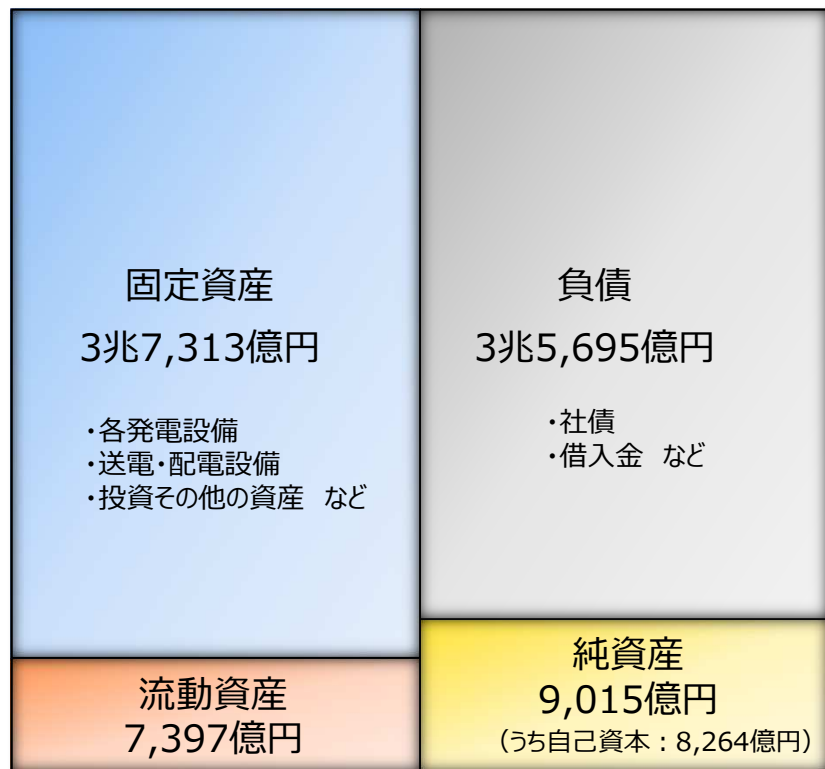 固定資産
3兆7,313億円
・各発電設備
・送電・配電設備
・投資その他の資産 など
流動資産
7,397億円
負債
3兆5,695億円
・社債
・借入金 など
純資産
9,015億円
（うち自己資本：8,264億円）